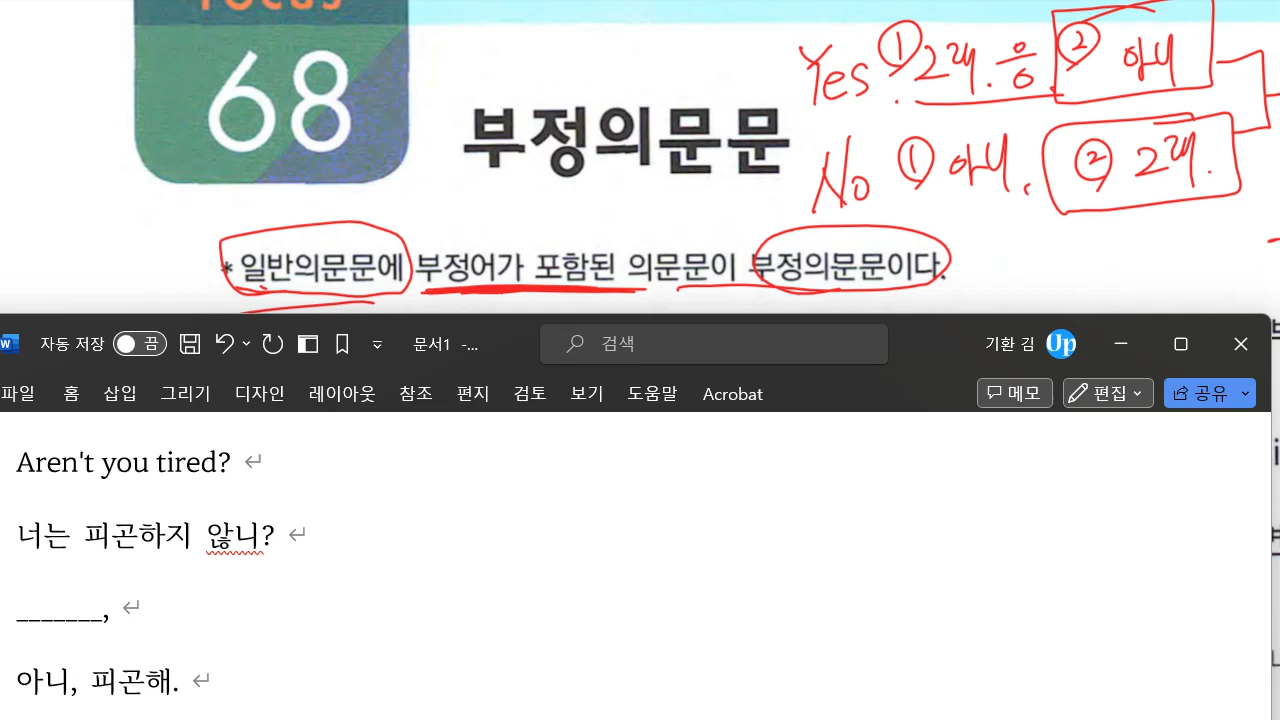 FOCUS
68
부정의문문
Yes ① 그래. 응 ② 아니
No ① 아니, ② 그래.
* 일반의문문에 부정어가 포함된 의문문이 부정의문문이다.
자동 저장 끔 문서1 -... 검색 기환 김 Up
파일 홈 삽입 그리기 디자인 레이아웃 참조 편지 검토 보기 도움말 Acrobat 메모 편집 공유
Aren't you tired?
너는 피곤하지 않니?
_______,
아니, 피곤해.